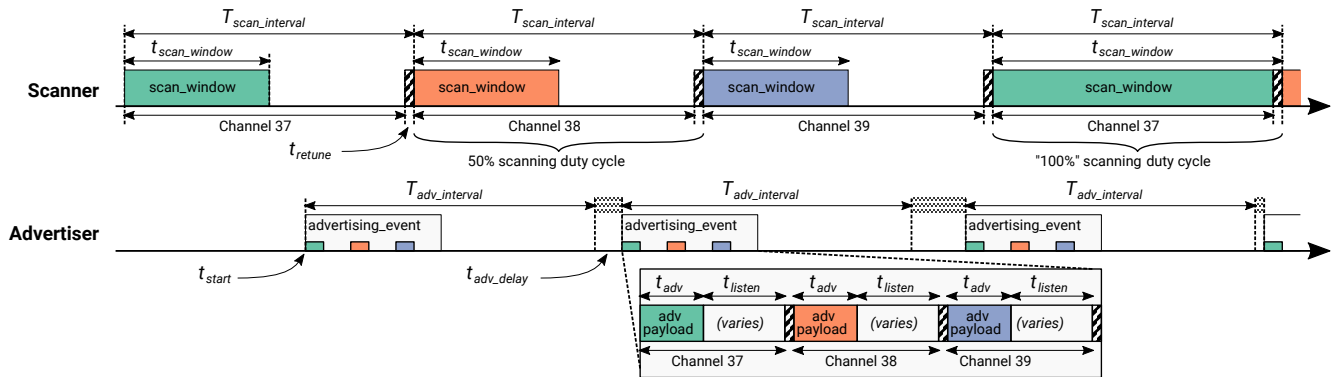 T_scan_interval T_scan_interval T_scan_interval T_scan_interval
t_scan_window t_scan_window t_scan_window t_scan_window
Scanner scan_window scan_window scan_window scan_window
Channel 37 Channel 38 Channel 39 Channel 37
t_retune 50% scanning duty cycle "100%" scanning duty cycle
T_adv_interval T_adv_interval T_adv_interval
Advertiser advertising_event advertising_event advertising_event
t_start t_adv_delay
t_adv t_listen t_adv t_listen t_adv t_listen
adv payload (varies) adv payload (varies) adv payload (varies)
Channel 37 Channel 38 Channel 39